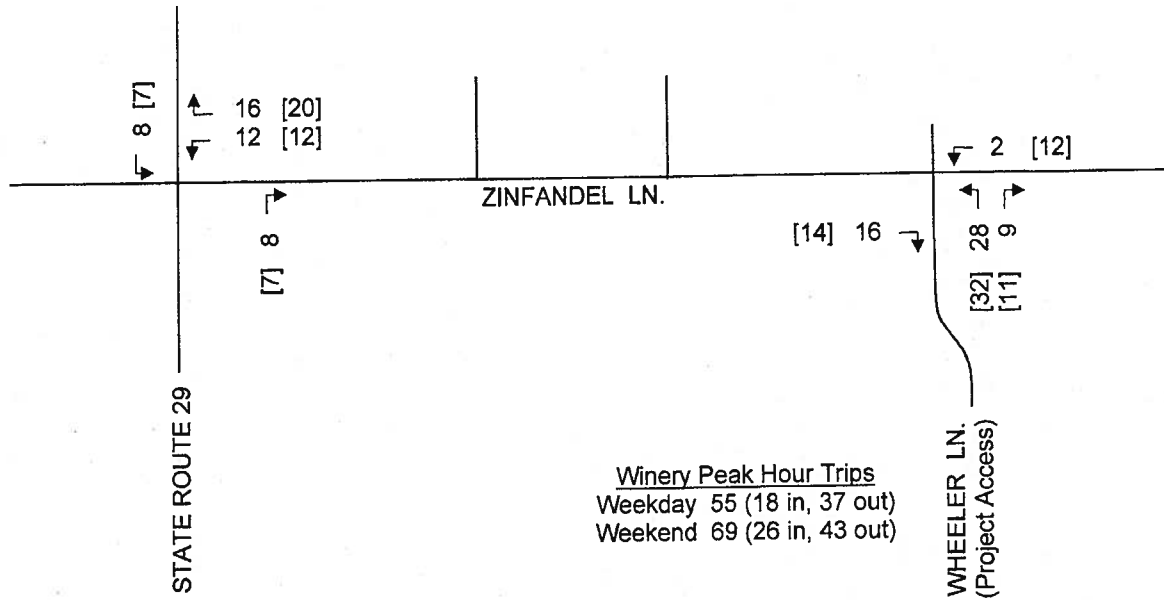 8 [7]
16 [20]
12 [12]
2 [12]
ZINFANDEL LN.
[7] 8
[14] 16
[32] 28
[11] 9
STATE ROUTE 29
Winery Peak Hour Trips
Weekday 55 (18 in, 37 out)
Weekend 69 (26 in, 43 out)
WHEELER LN.
(Project Access)